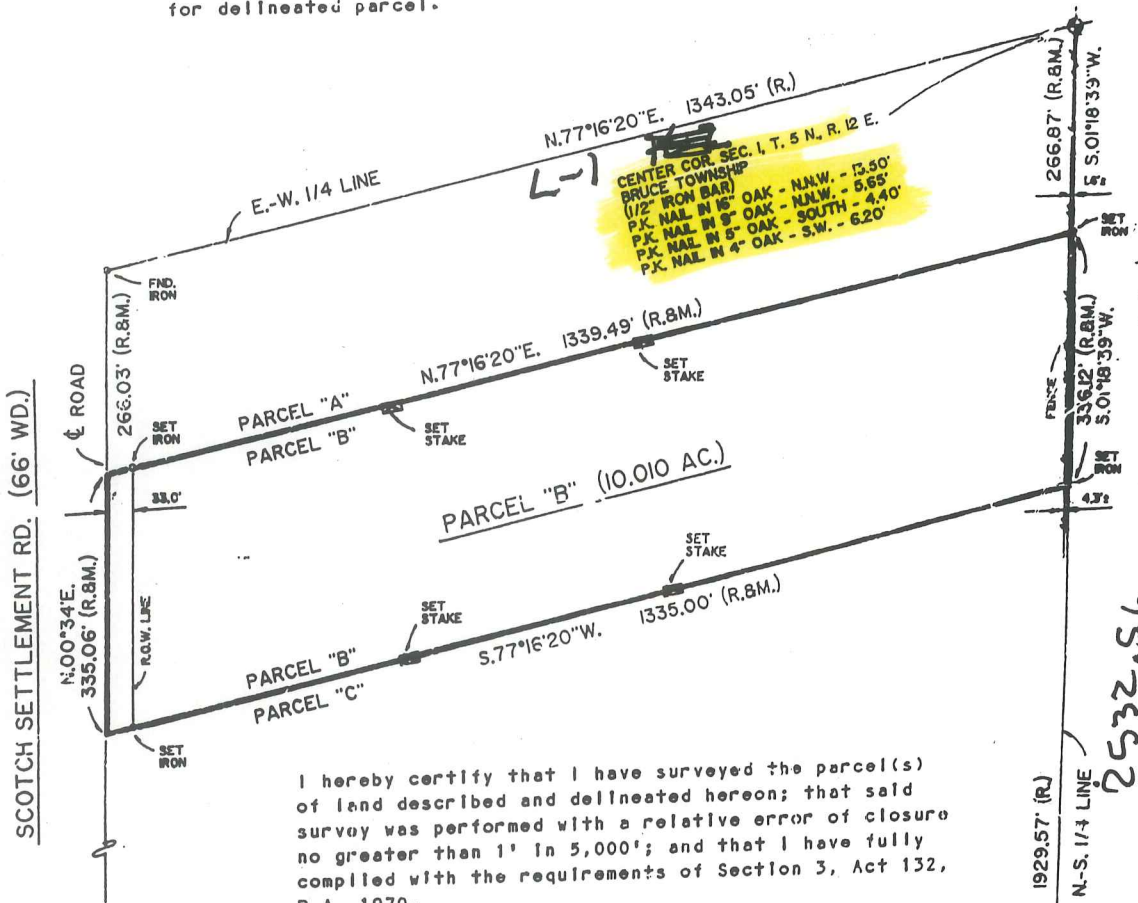 for delineated parcel.
N.77°16'20"E. 1343.05' (R.)
266.87' (R.&M.)
S.01°18'39"W.
E.-W. 1/4 LINE
L-1
CENTER COR. SEC. 1, T. 5 N., R. 12 E.
BRUCE TOWNSHIP
(1/2" IRON BAR)
P.K. NAIL IN 16" OAK - N.N.W. - 13.50'
P.K. NAIL IN 9" OAK - N.N.W. - 5.65'
P.K. NAIL IN 5" OAK - SOUTH - 4.40'
P.K. NAIL IN 4" OAK - S.W. - 6.20'
SET
IRON
FND.
IRON
266.03' (R.&M.)
℄ ROAD
N.77°16'20"E. 1339.49' (R.&M.)
SET
STAKE
PARCEL "A"
PARCEL "B"
SET
STAKE
SET
IRON
33.0'
SCOTCH SETTLEMENT RD. (66' WD.)
PARCEL "B" (10.010 AC.)
FENCE
336.12' (R.&M.)
S.01°18'39"W.
SET
IRON
N.00°34'E.
335.06' (R.&M.)
R.O.W. LINE
SET
STAKE
SET
STAKE
S.77°16'20"W. 1335.00' (R.&M.)
PARCEL "B"
PARCEL "C"
SET
IRON
I hereby certify that I have surveyed the parcel(s)
of land described and delineated hereon; that said
survey was performed with a relative error of closure
no greater than 1' in 5,000'; and that I have fully
complied with the requirements of Section 3, Act 132,
1929.57' (R.)
N.-S. 1/4 LINE